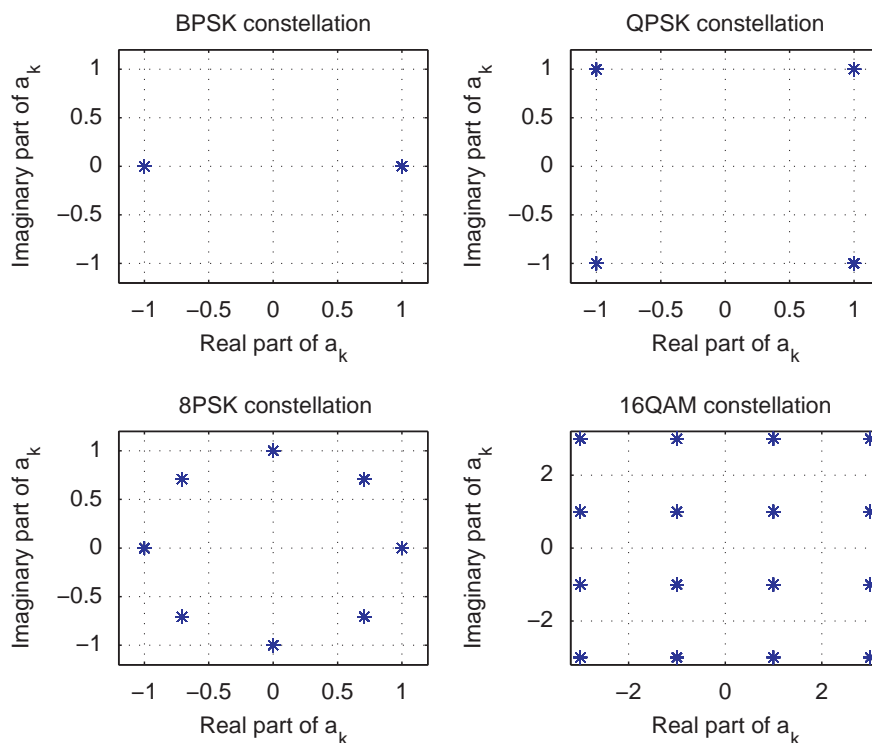 BPSK constellation
Imaginary part of a_k
1
0.5
0
−0.5
−1
−1 −0.5 0 0.5 1
Real part of a_k
QPSK constellation
Imaginary part of a_k
1
0.5
0
−0.5
−1
−1 −0.5 0 0.5 1
Real part of a_k
8PSK constellation
Imaginary part of a_k
1
0.5
0
−0.5
−1
−1 −0.5 0 0.5 1
Real part of a_k
16QAM constellation
Imaginary part of a_k
2
0
−2
−2 0 2
Real part of a_k